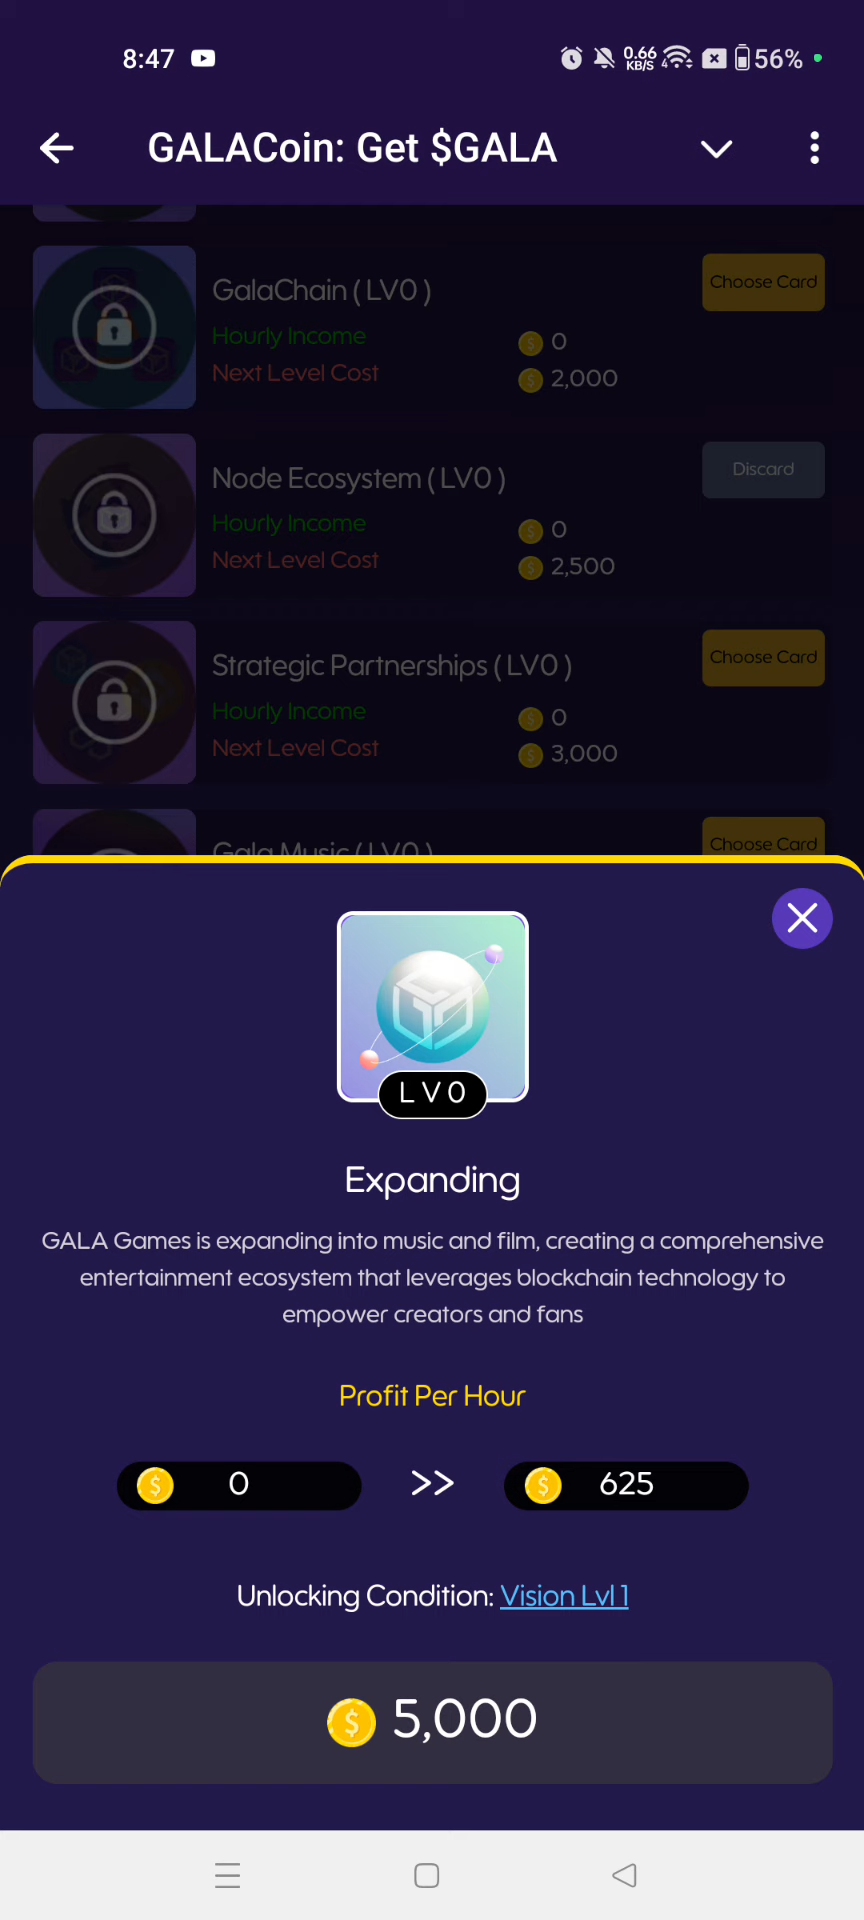 8:47
0.66
KB/S
4
56%
GALACoin: Get $GALA
GalaChain ( LV0 )
Choose Card
Hourly Income
0
Next Level Cost
2,000
Node Ecosystem ( LV0 )
Discard
Hourly Income
0
Next Level Cost
2,500
Strategic Partnerships ( LV0 )
Choose Card
Hourly Income
0
Next Level Cost
3,000
Gala Music ( LV0 )
Choose Card
LV0
Expanding
GALA Games is expanding into music and film, creating a comprehensive
entertainment ecosystem that leverages blockchain technology to
empower creators and fans
Profit Per Hour
0
>>
625
Unlocking Condition: Vision Lvl 1
5,000